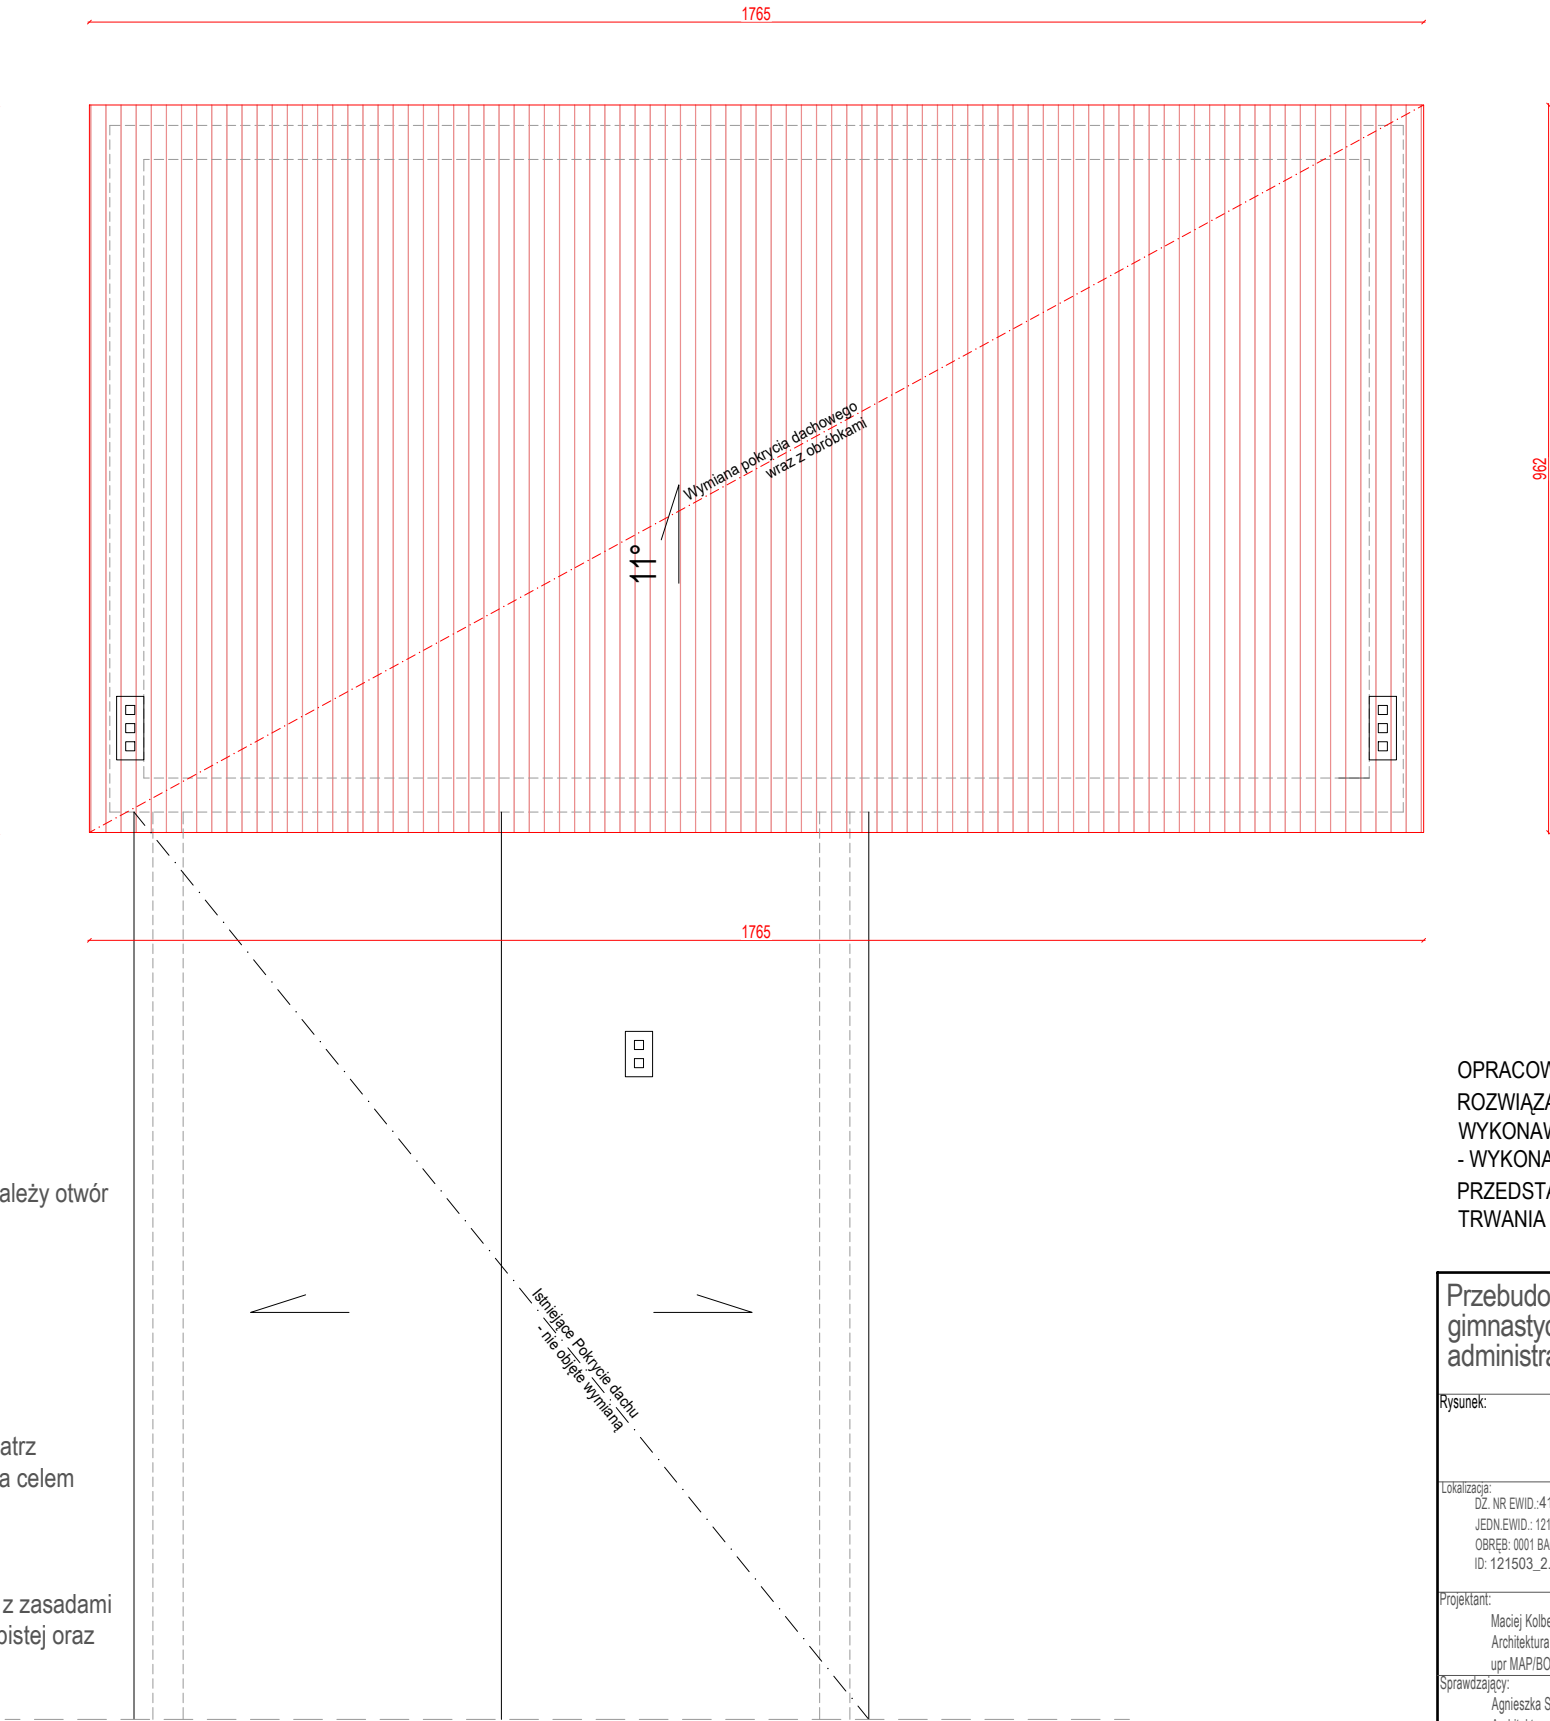 1765
Wymiana pokrycia dachowego
wraz z obróbkami
11°
962
1765
Istniejące Pokrycie dachu
- nie objęte wymianą
ależy otwór
atrz
a celem
z zasadami
bistej oraz
OPRACOW
ROZWIĄZA
WYKONAW
- WYKONA
PRZEDSTA
TRWANIA
Przebudo
gimnastyc
administra
Rysunek:
Lokalizacja:
DZ. NR EWID.:41
JEDN.EWID.: 121
OBRĘB: 0001 BA
ID: 121503_2.
Projektant:
Maciej Kolbe
Architektura
upr MAP/BO
Sprawdzający:
Agnieszka S